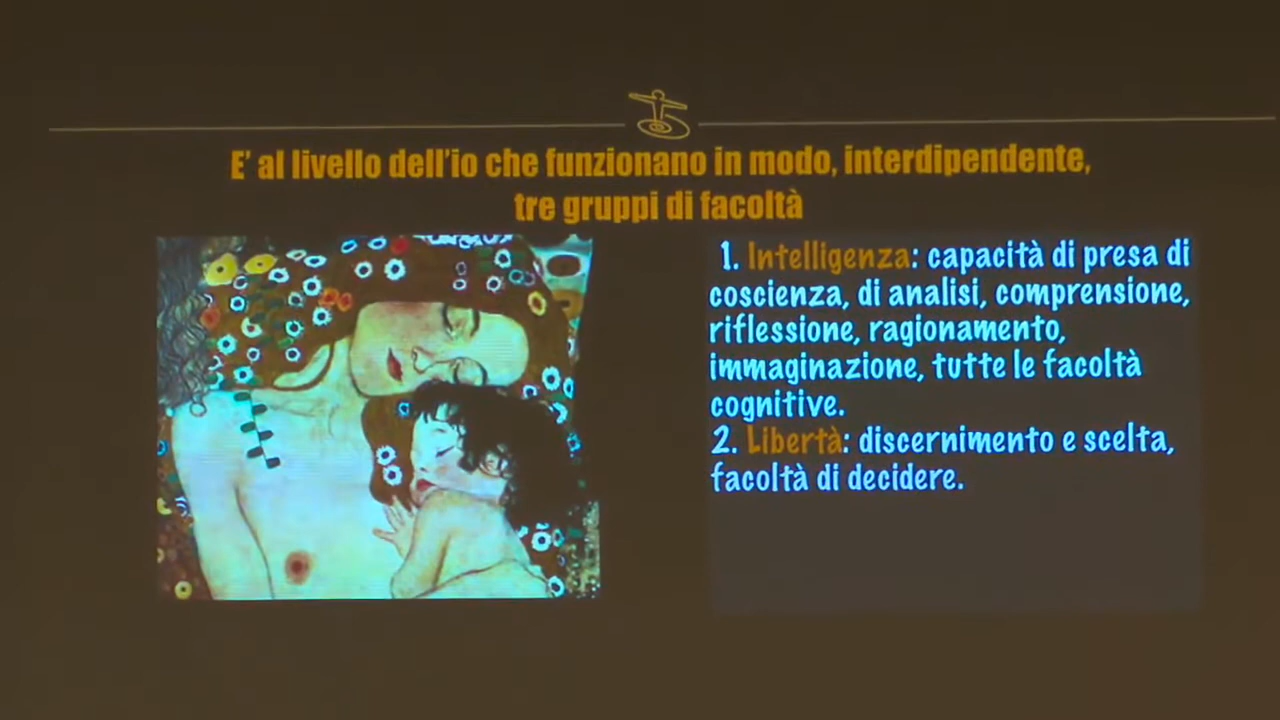 E' al livello dell'io che funzionano in modo, interdipendente,
tre gruppi di facoltà
1. Intelligenza: capacità di presa di
coscienza, di analisi, comprensione,
riflessione, ragionamento,
immaginazione, tutte le facoltà
cognitive.
2. Libertà: discernimento e scelta,
facoltà di decidere.